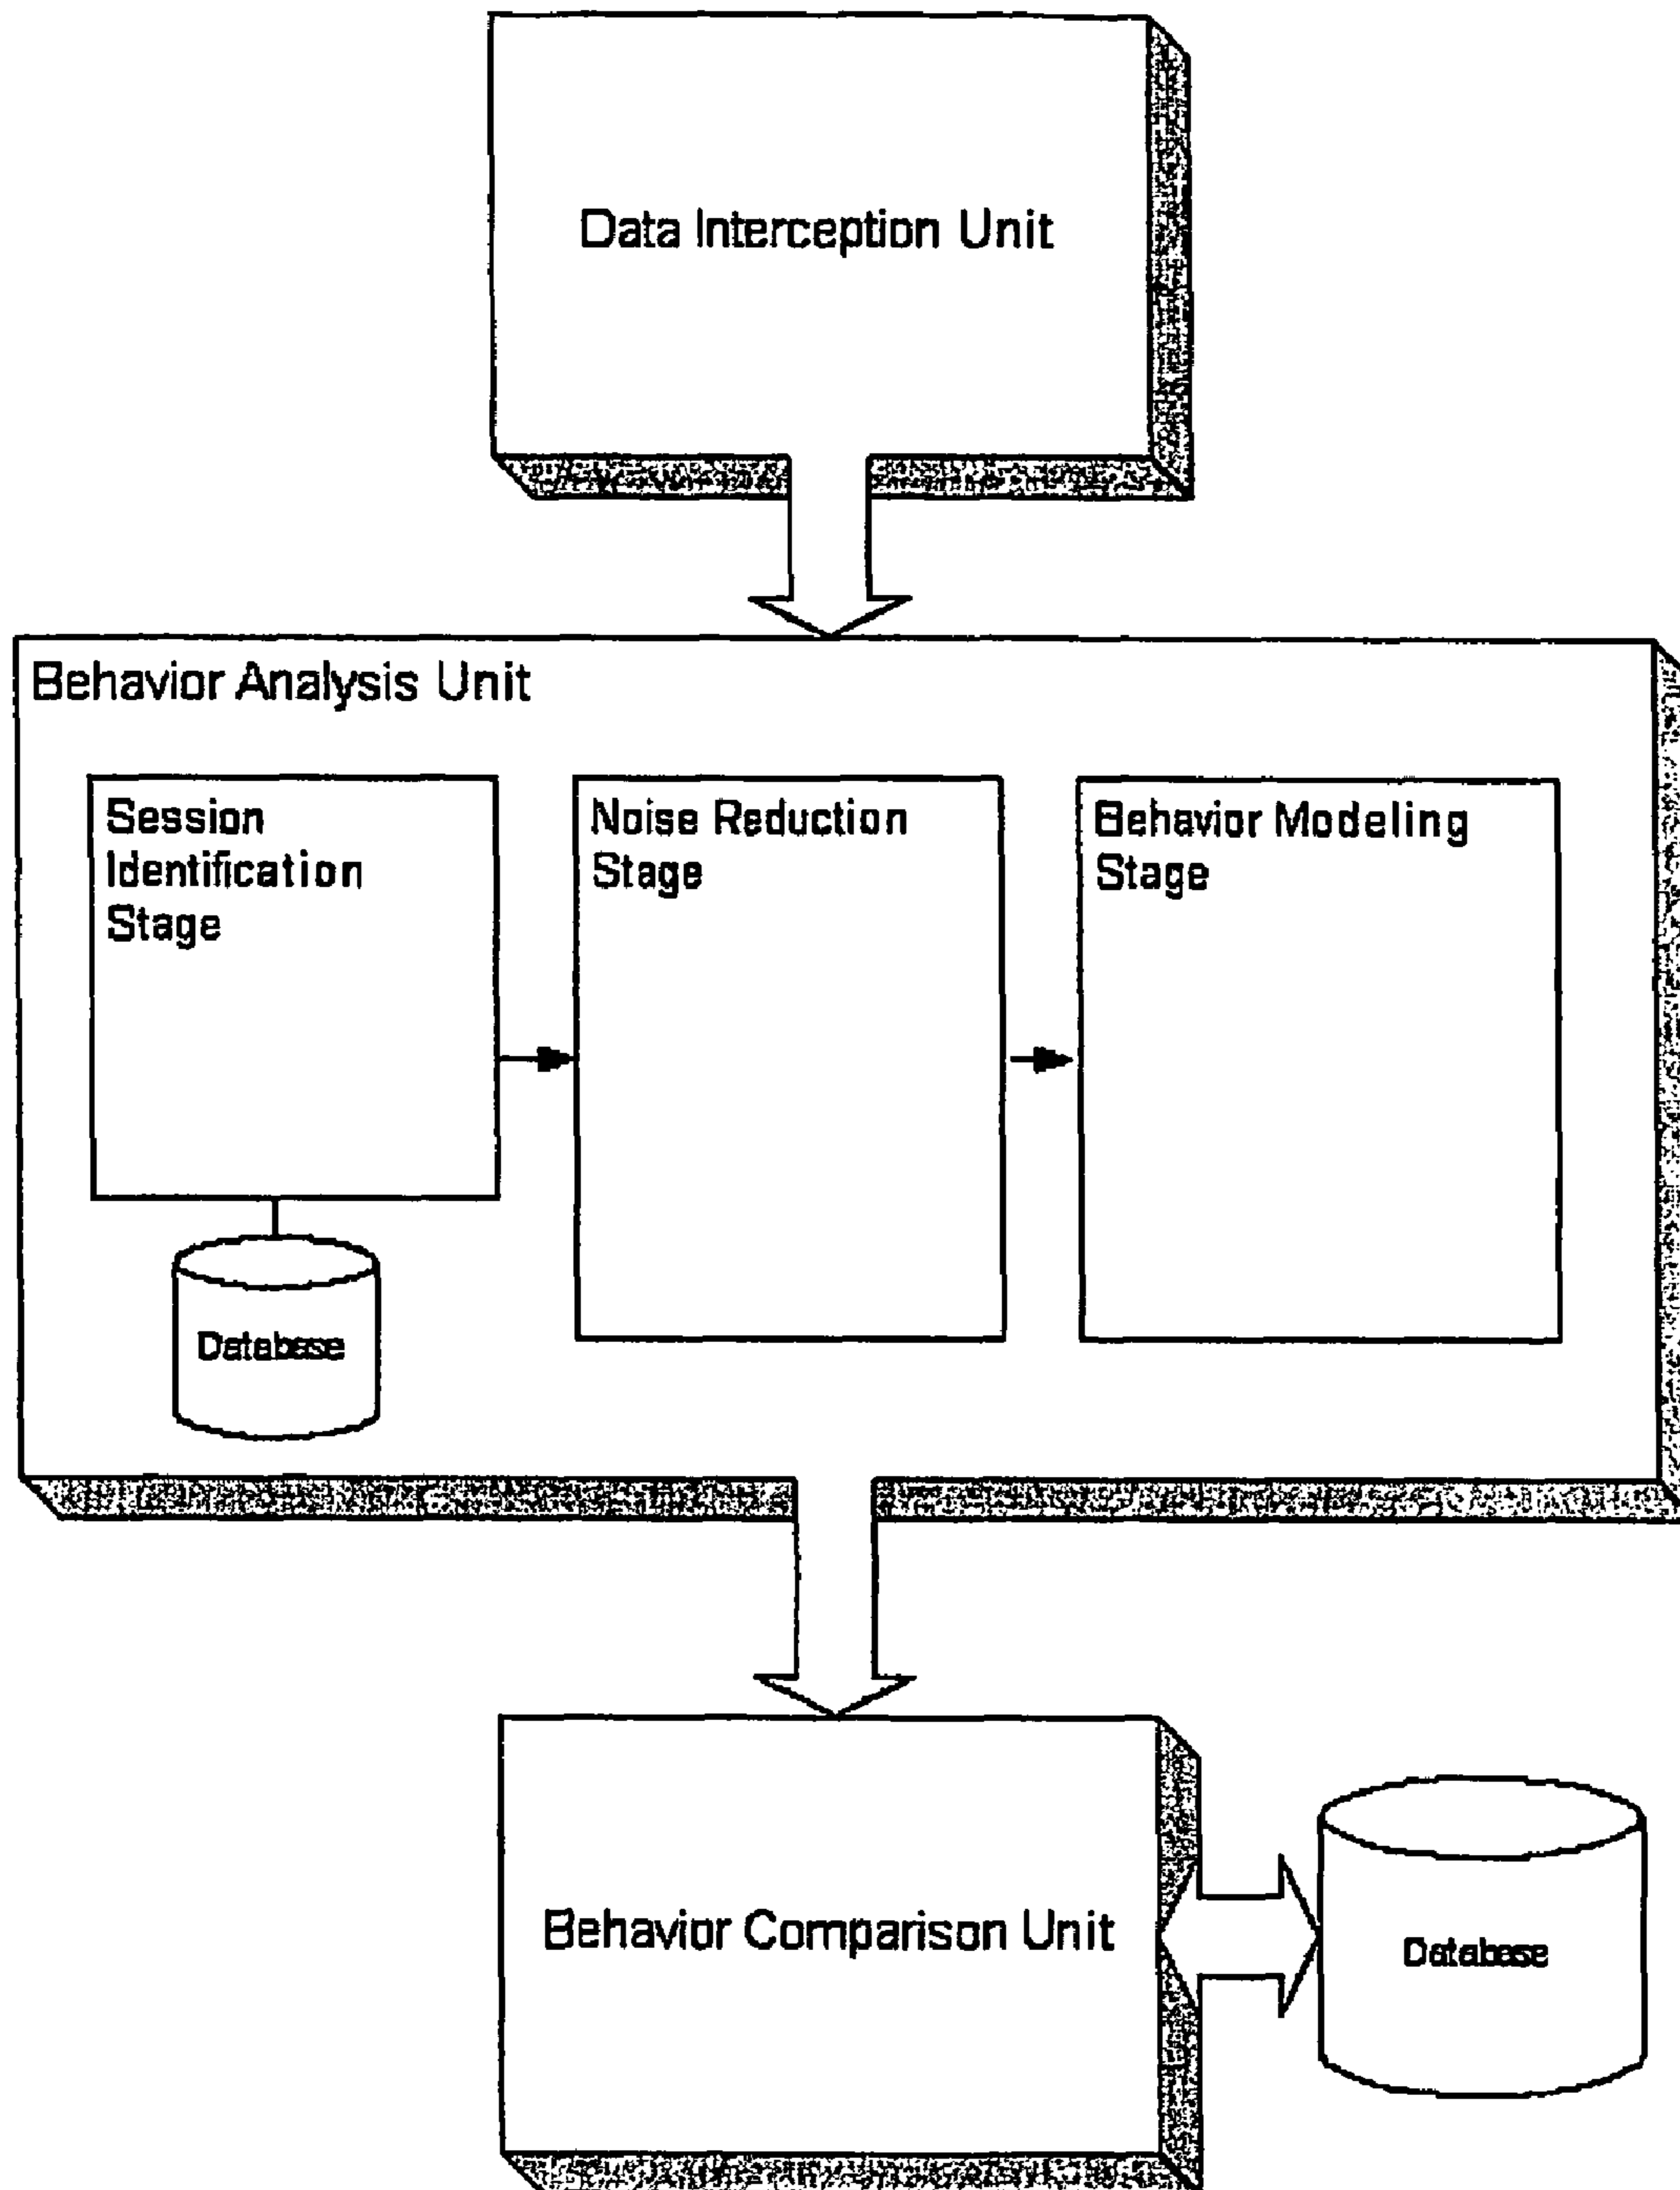 Data Interception Unit
Behavior Analysis Unit
Session
Identification
Stage
Noise Reduction
Stage
Behavior Modeling
Stage
Database
Behavior Comparison Unit
Database